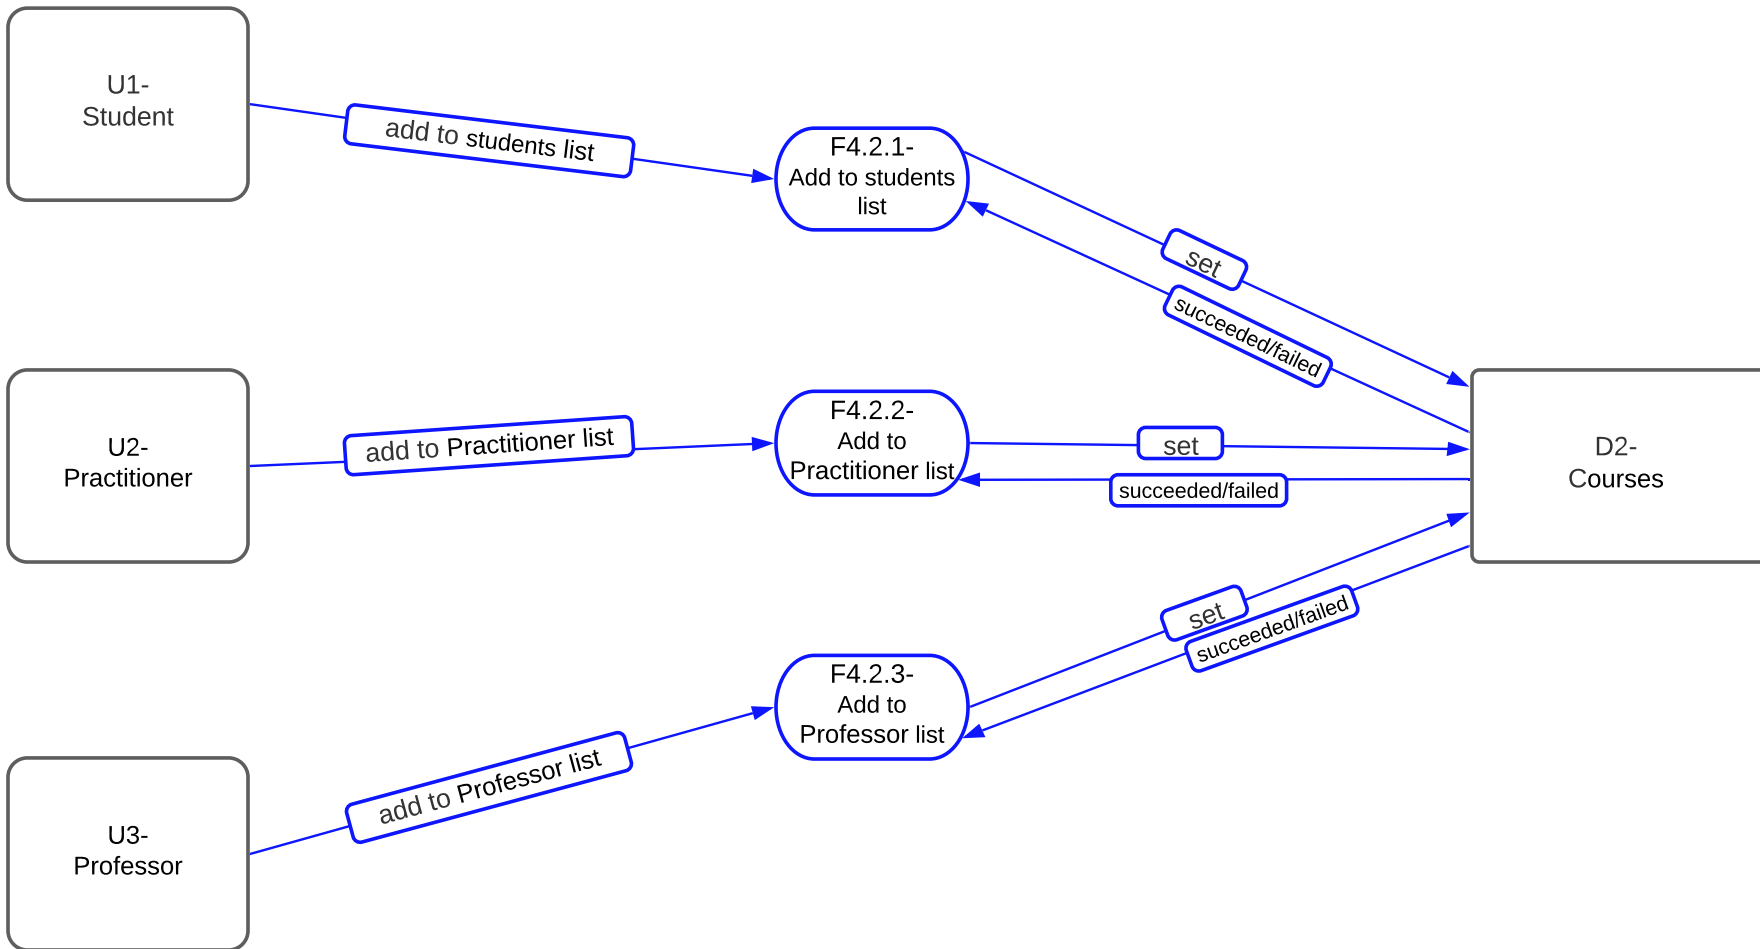 U1-
Student
add to students list
F4.2.1-
Add to students
list
set
succeeded/failed
U2-
Practitioner
add to Practitioner list
F4.2.2-
Add to
Practitioner list
set
succeeded/failed
D2-
Courses
U3-
Professor
add to Professor list
F4.2.3-
Add to
Professor list
set
succeeded/failed